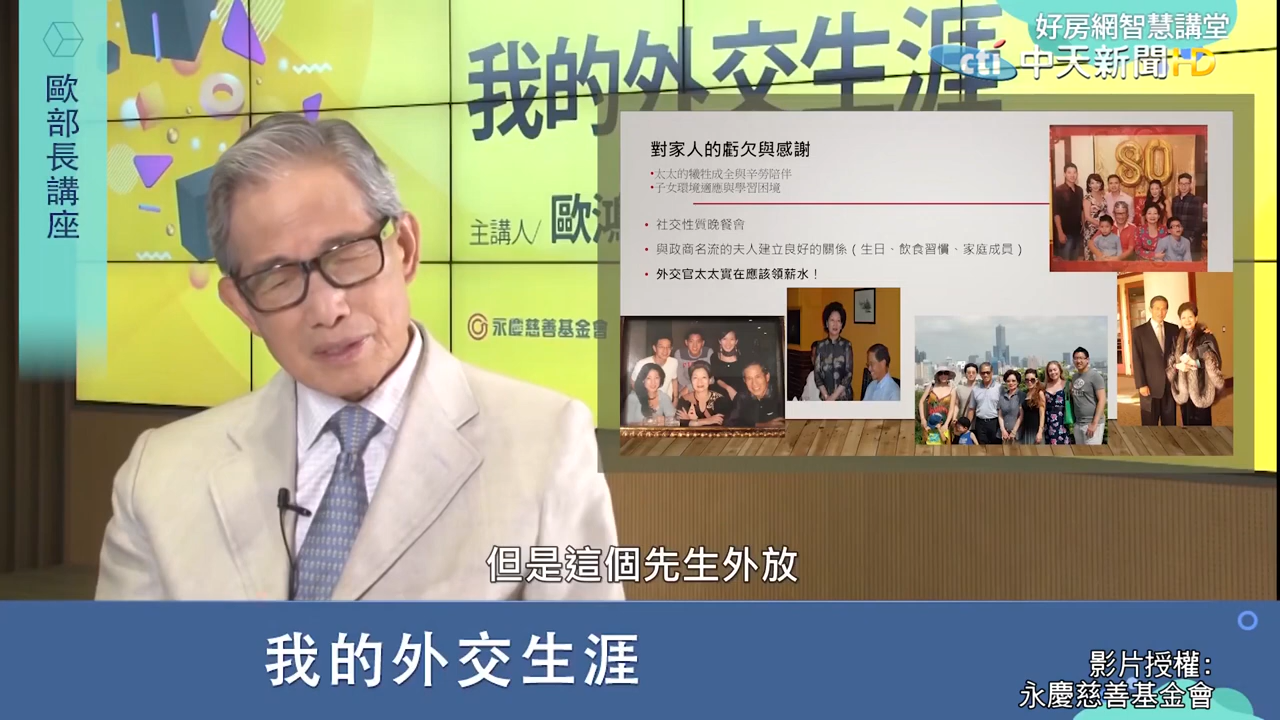 歐部長講座
我的外交生涯
主講人/ 歐鴻
永慶慈善基金會
好房網智慧講堂
cti 中天新聞HD
對家人的虧欠與感謝
•太太的犧牲成全與辛勞陪伴
•子女環境適應與學習困境
• 社交性質晚餐會
• 與政商名流的夫人建立良好的關係（生日、飲食習慣、家庭成員）
• 外交官太太實在應該領薪水！
80
但是這個先生外放
我的外交生涯
影片授權:
永慶慈善基金會